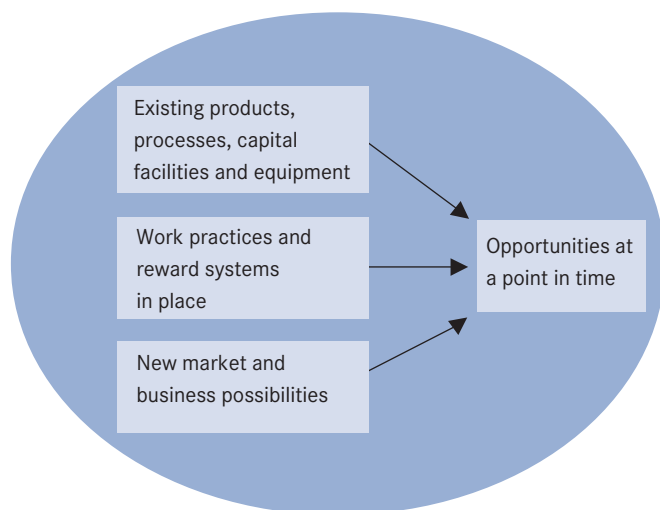 Existing products,
processes, capital
facilities and equipment
Work practices and
reward systems
in place
New market and
business possibilities
Opportunities at
a point in time